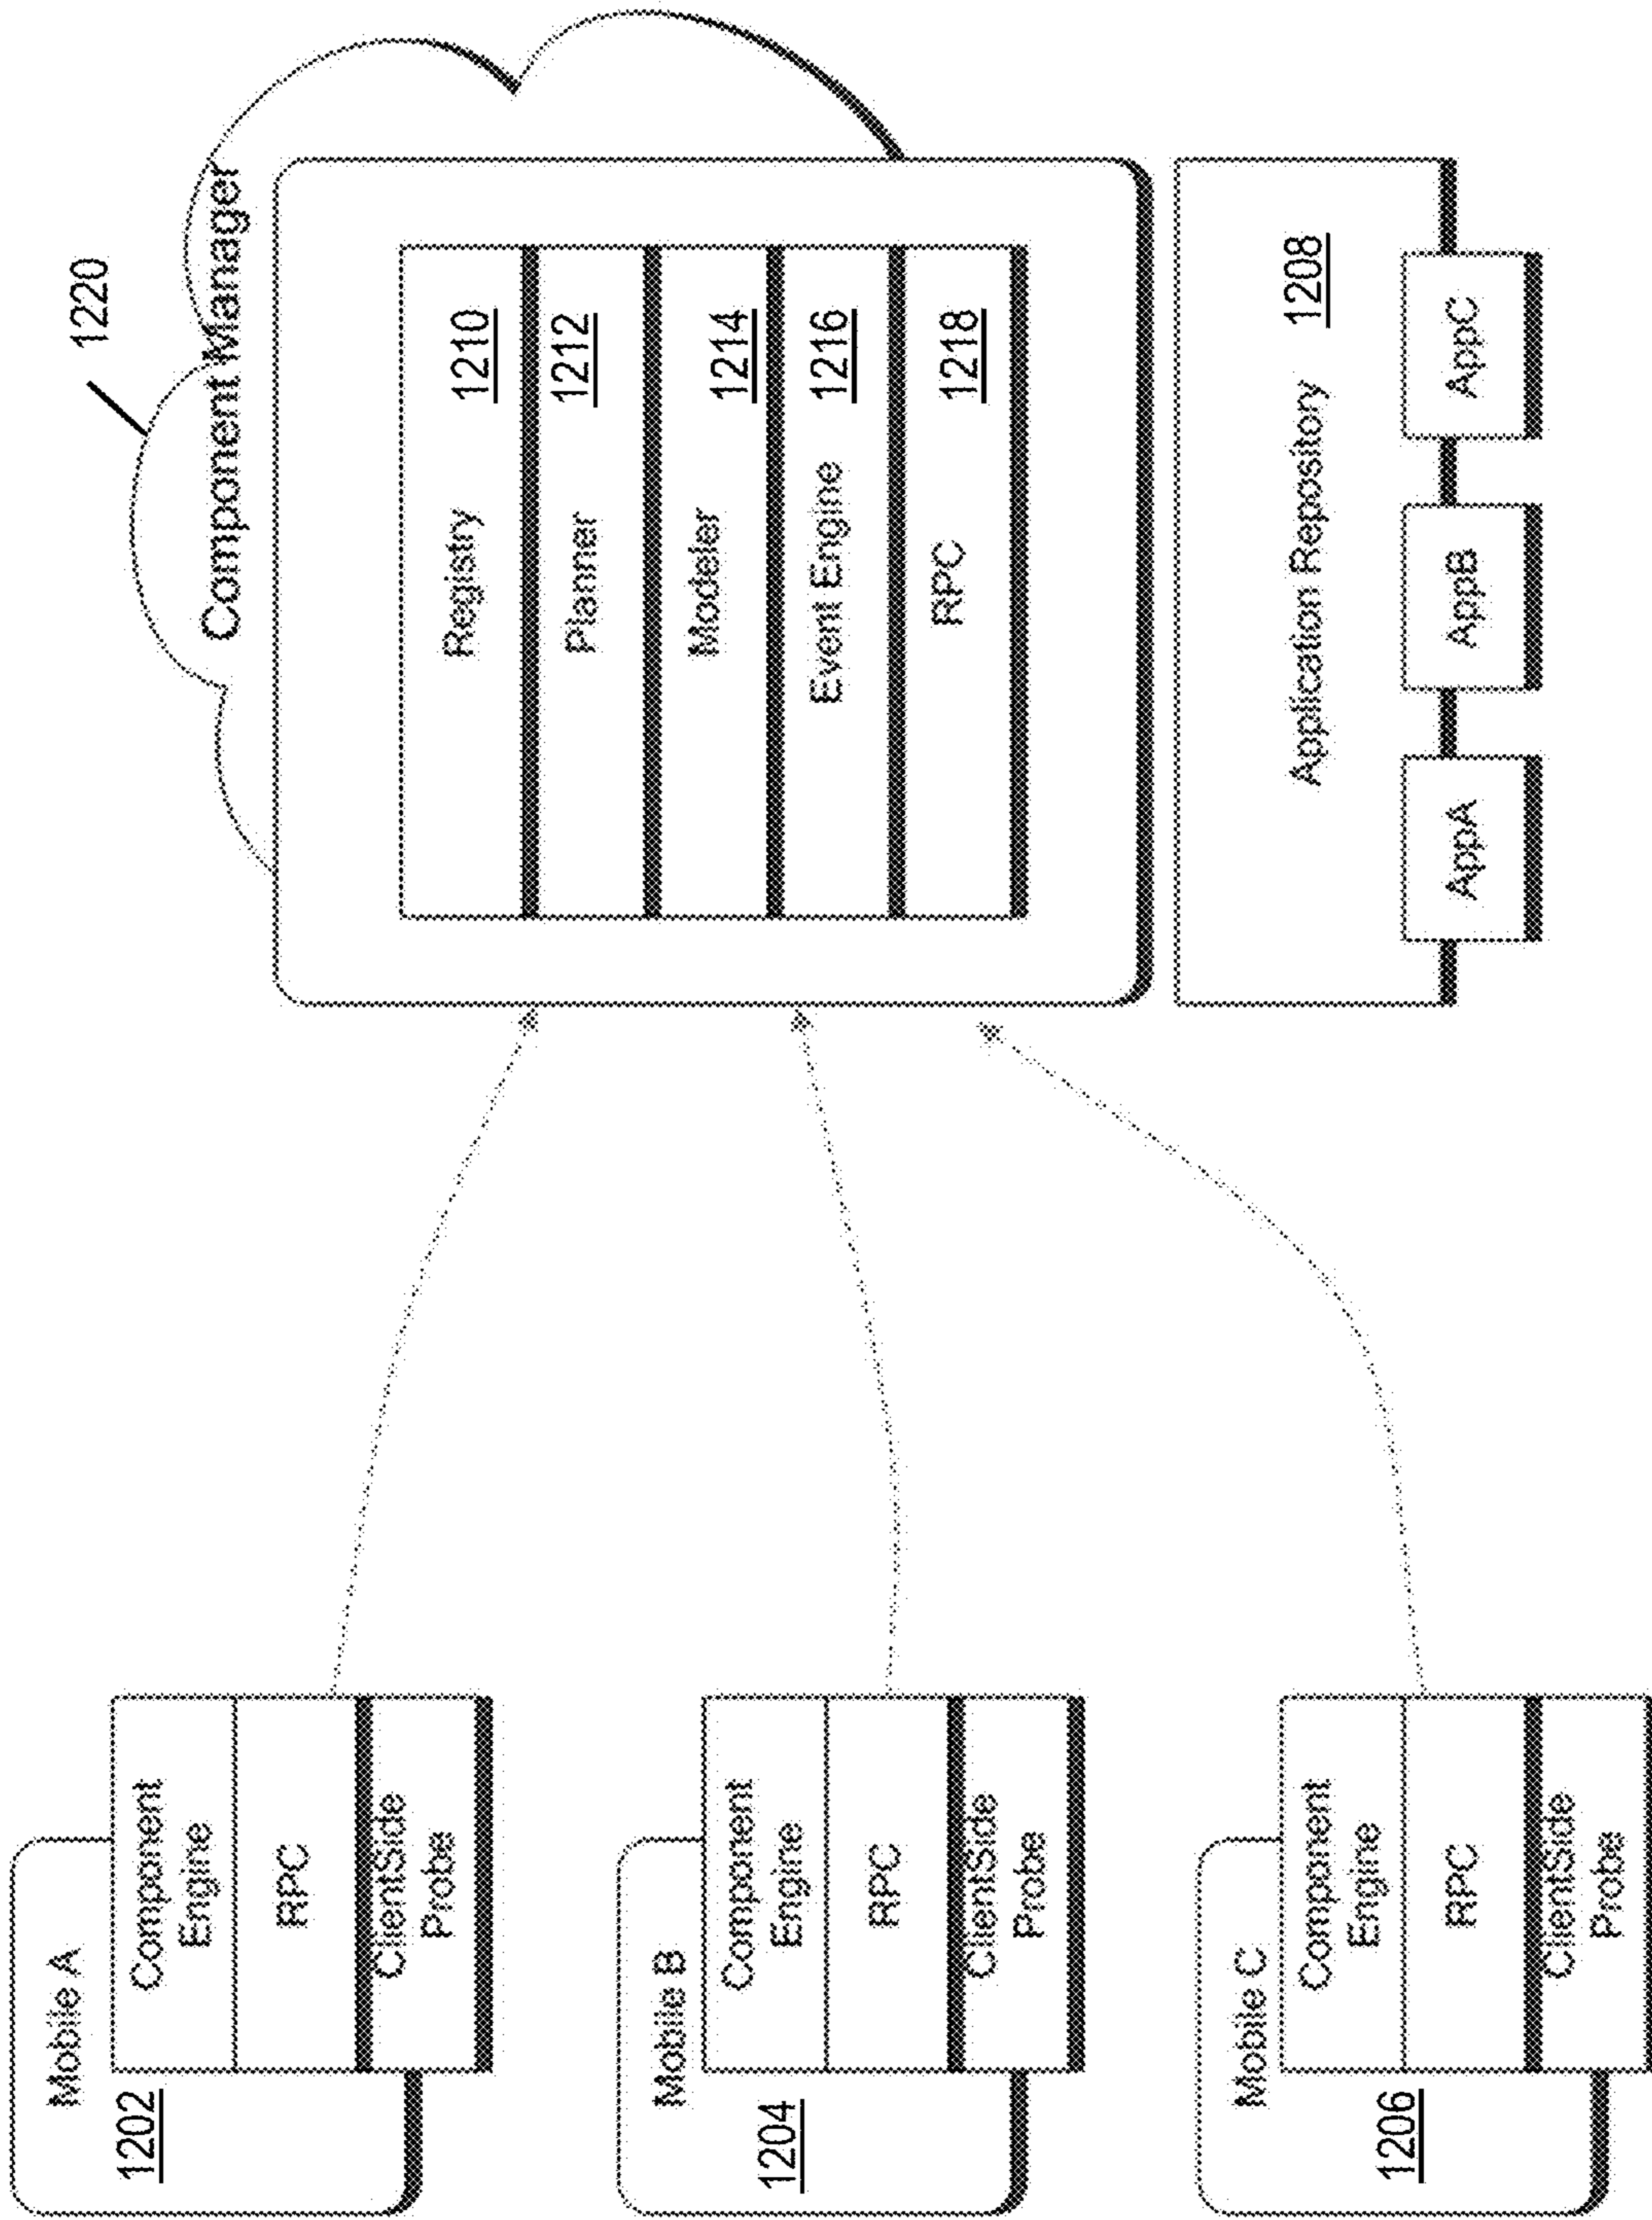 Mobile A
1202
Component
Engine
RPC
ClientSide
Probe
Mobile B
1204
Component
Engine
RPC
ClientSide
Probe
Mobile C
1206
Component
Engine
RPC
ClientSide
Probe
1220
Component Manager
Registry 1210
Planner 1212
Modeler 1214
Event Engine 1216
RPC 1218
Application Repository 1208
AppA
AppB
AppC